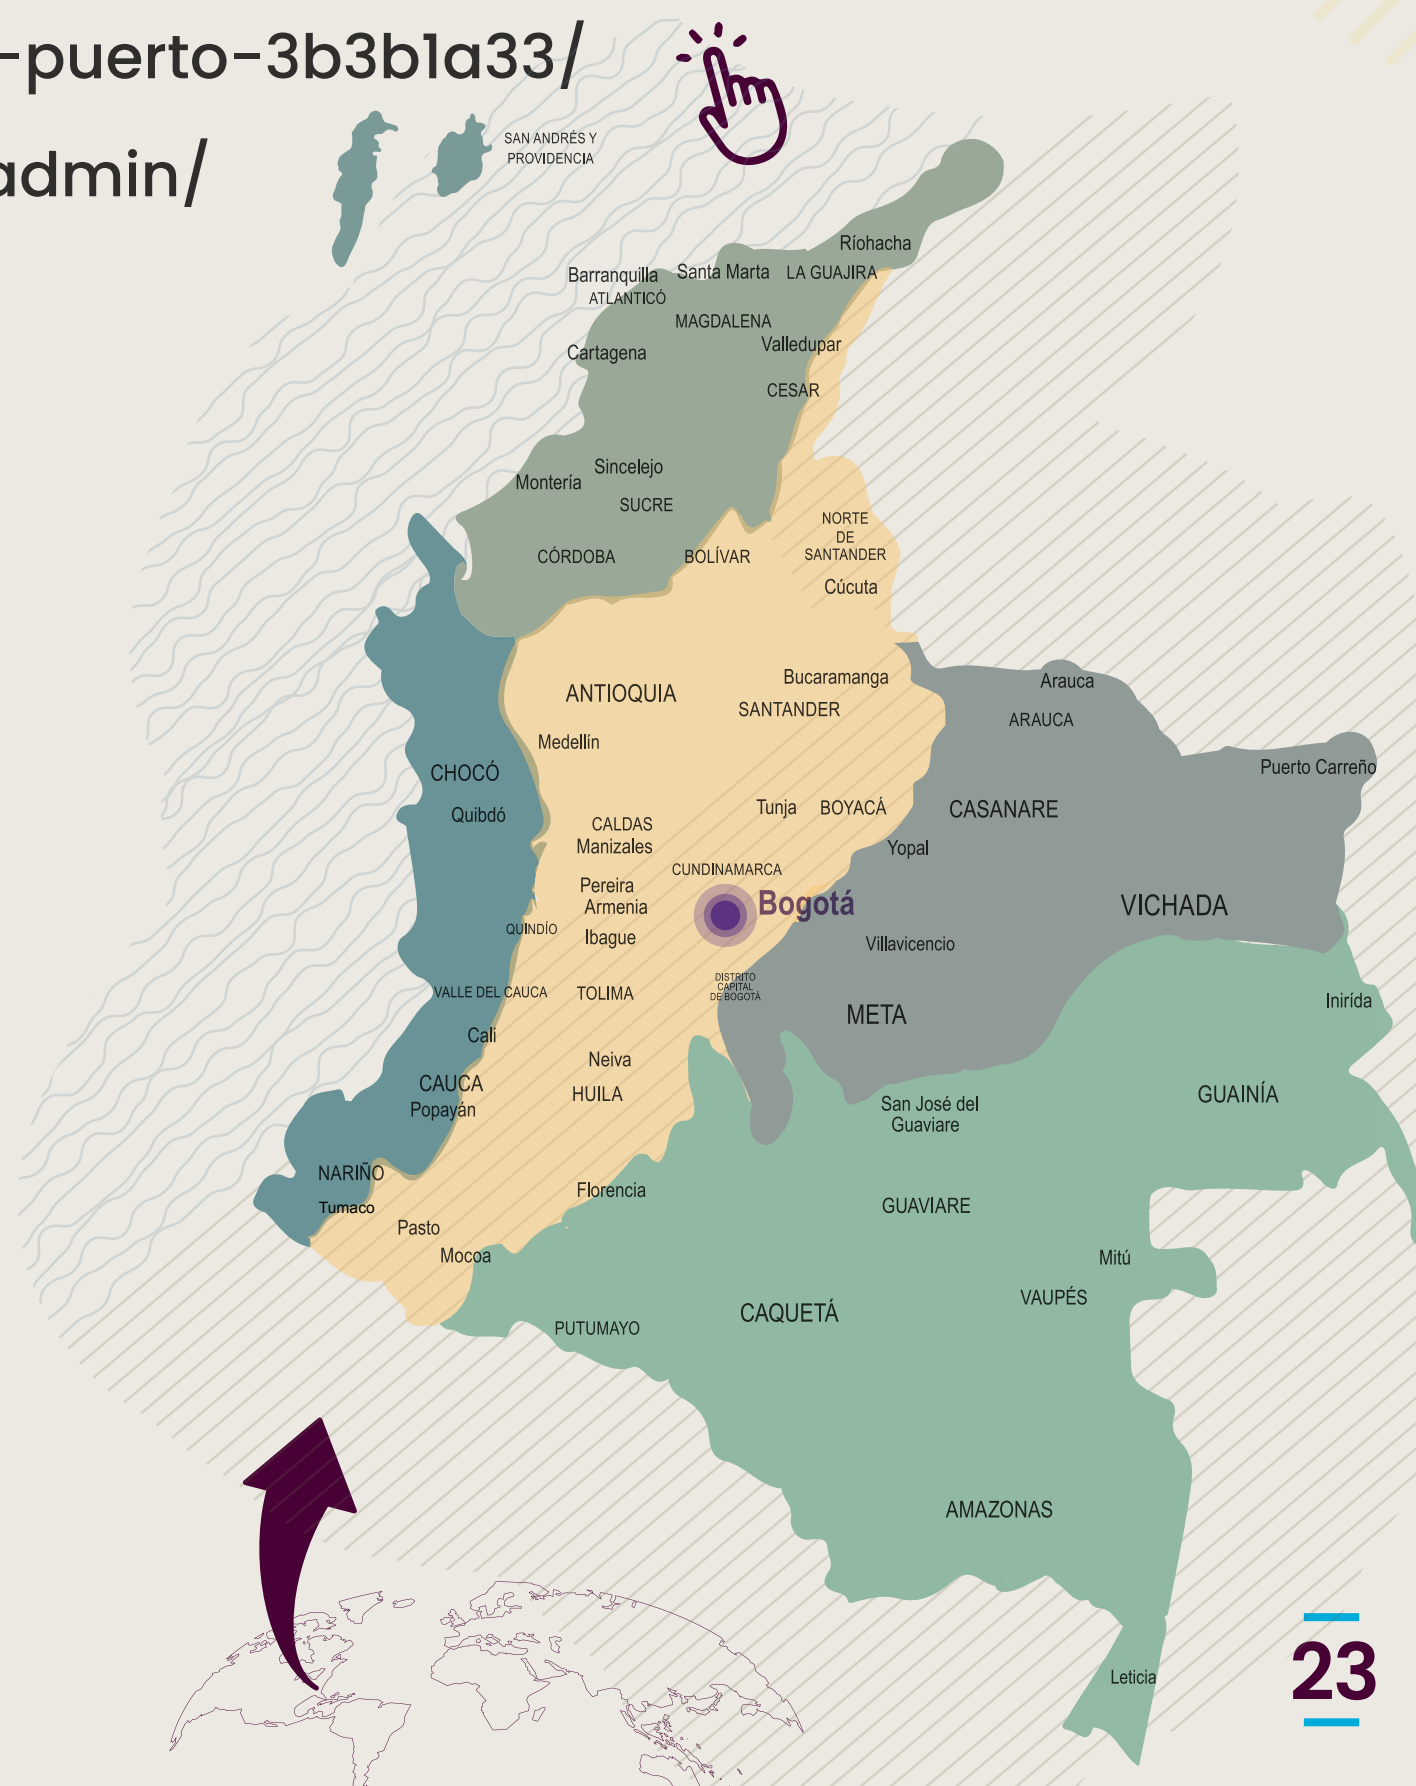 -puerto-3b3b1a33/
admin/
SAN ANDRÉS Y
PROVIDENCIA
Ríohacha
Barranquilla
Santa Marta
LA GUAJIRA
ATLANTICÓ
MAGDALENA
Valledupar
Cartagena
CESAR
Sincelejo
Montería
SUCRE
NORTE
DE
SANTANDER
CÓRDOBA
BOLÍVAR
Cúcuta
Bucaramanga
Arauca
ANTIOQUIA
SANTANDER
ARAUCA
Medellín
CHOCÓ
Puerto Carreño
Quibdó
Tunja
BOYACÁ
CASANARE
CALDAS
Manizales
Yopal
CUNDINAMARCA
Pereira
Armenia
Bogotá
VICHADA
QUINDÍO
Ibague
Villavicencio
DISTRITO
CAPITAL
DE BOGOTÁ
VALLE DEL CAUCA
TOLIMA
Inirída
META
Cali
Neiva
CAUCA
HUILA
GUAINÍA
Popayán
San José del
Guaviare
NARIÑO
Florencia
GUAVIARE
Tumaco
Pasto
Mocoa
Mitú
VAUPÉS
CAQUETÁ
PUTUMAYO
AMAZONAS
Leticia
23